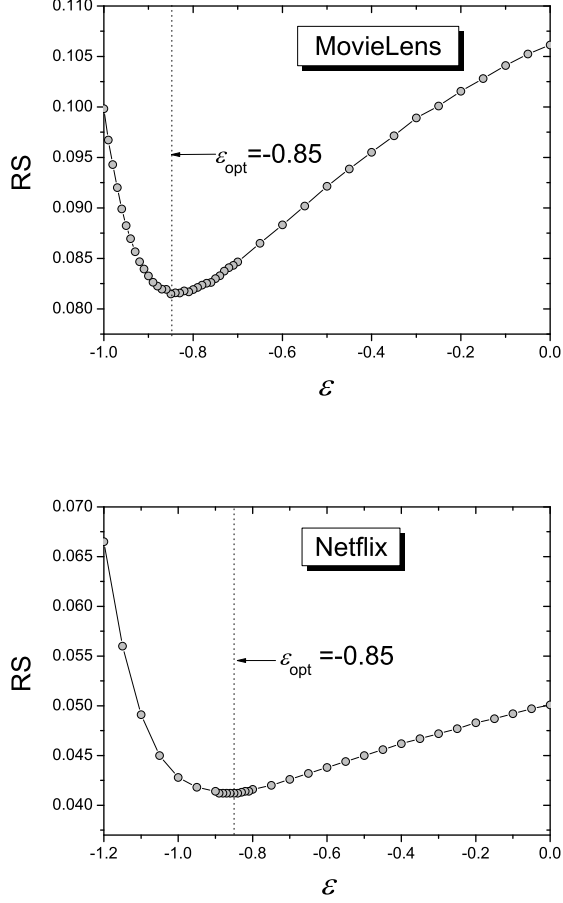 0.110
MovieLens
0.105
0.100
0.095
εopt=-0.85
RS
0.090
0.085
0.080
-1.0 -0.8 -0.6 -0.4 -0.2 0.0
ε
0.070
Netflix
0.065
0.060
0.055
εopt =-0.85
RS
0.050
0.045
0.040
-1.2 -1.0 -0.8 -0.6 -0.4 -0.2 0.0
ε